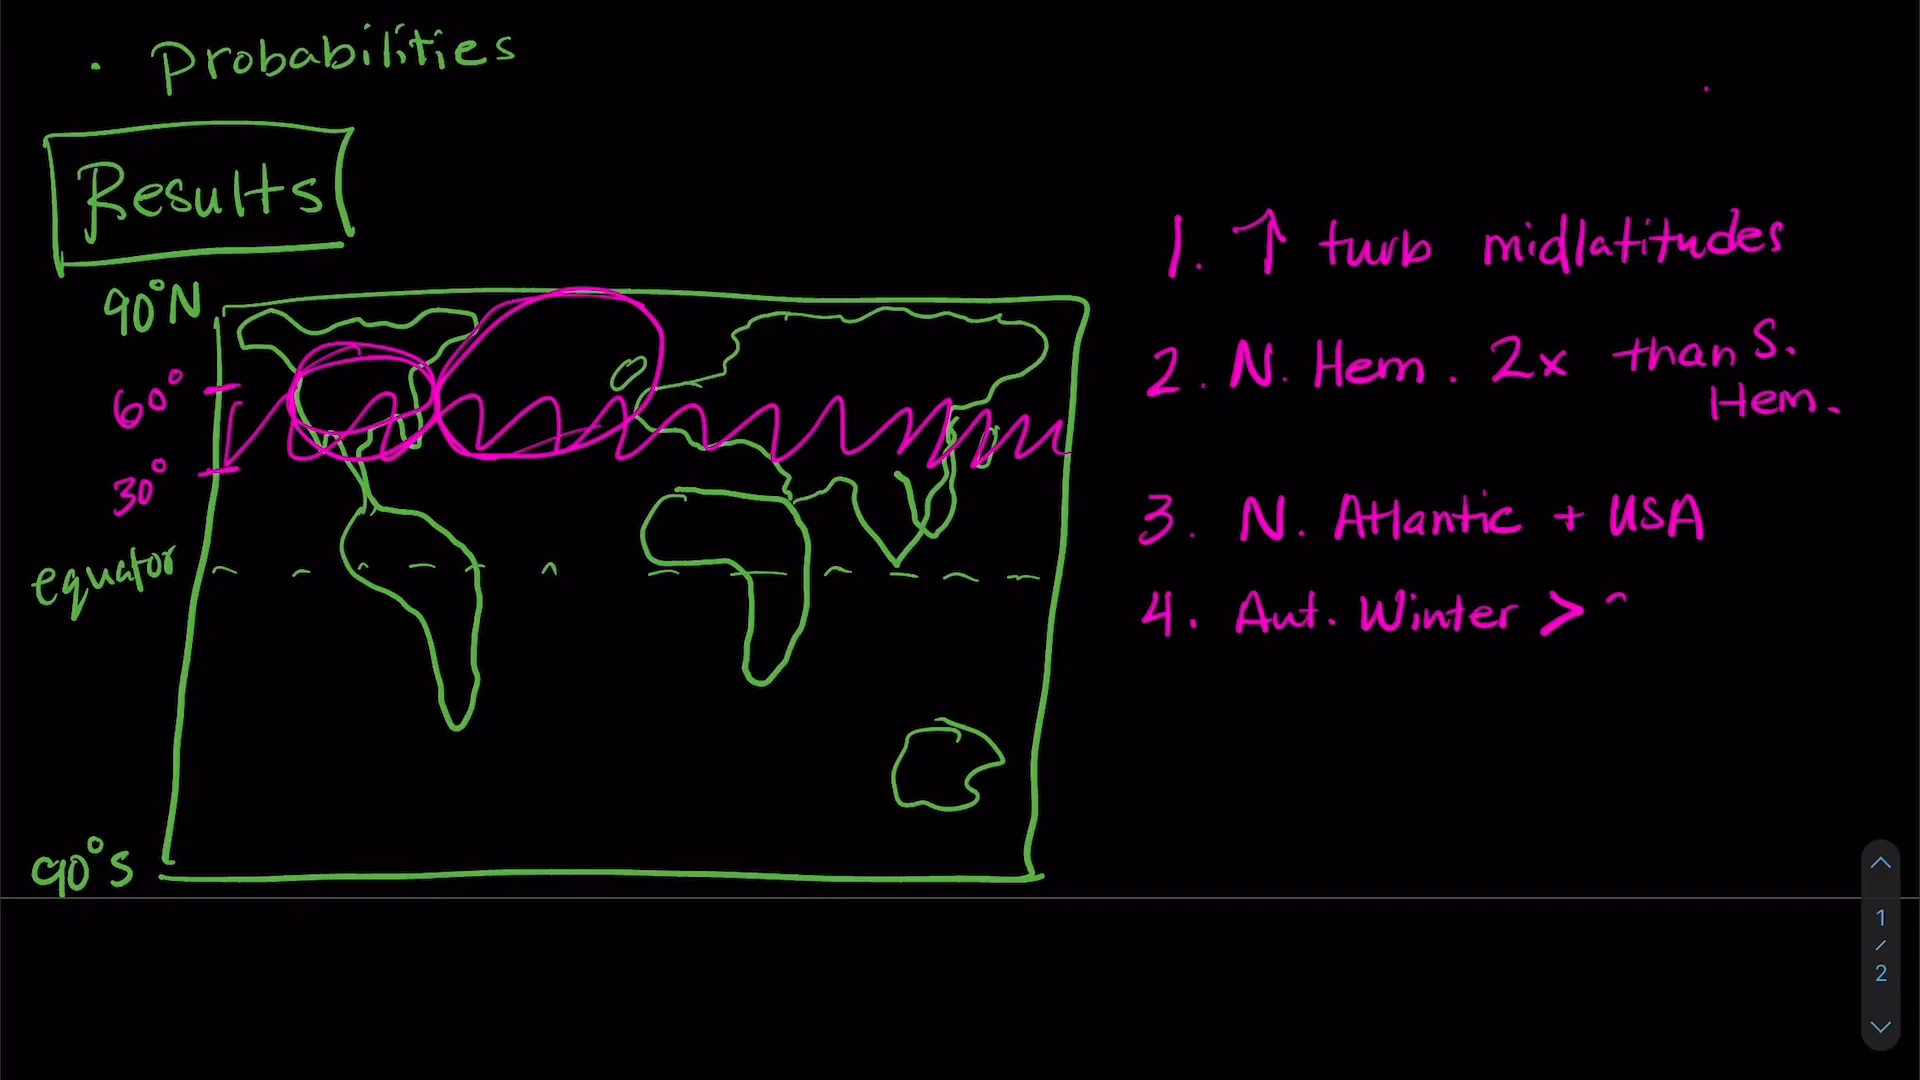 · Probabilities
Results
90°N
60°
30°
equator
90°S
1. ↑ turb midlatitudes
2. N. Hem. 2x than S.
Hem.
3. N. Atlantic + USA
4. Aut. Winter >
1
/
2